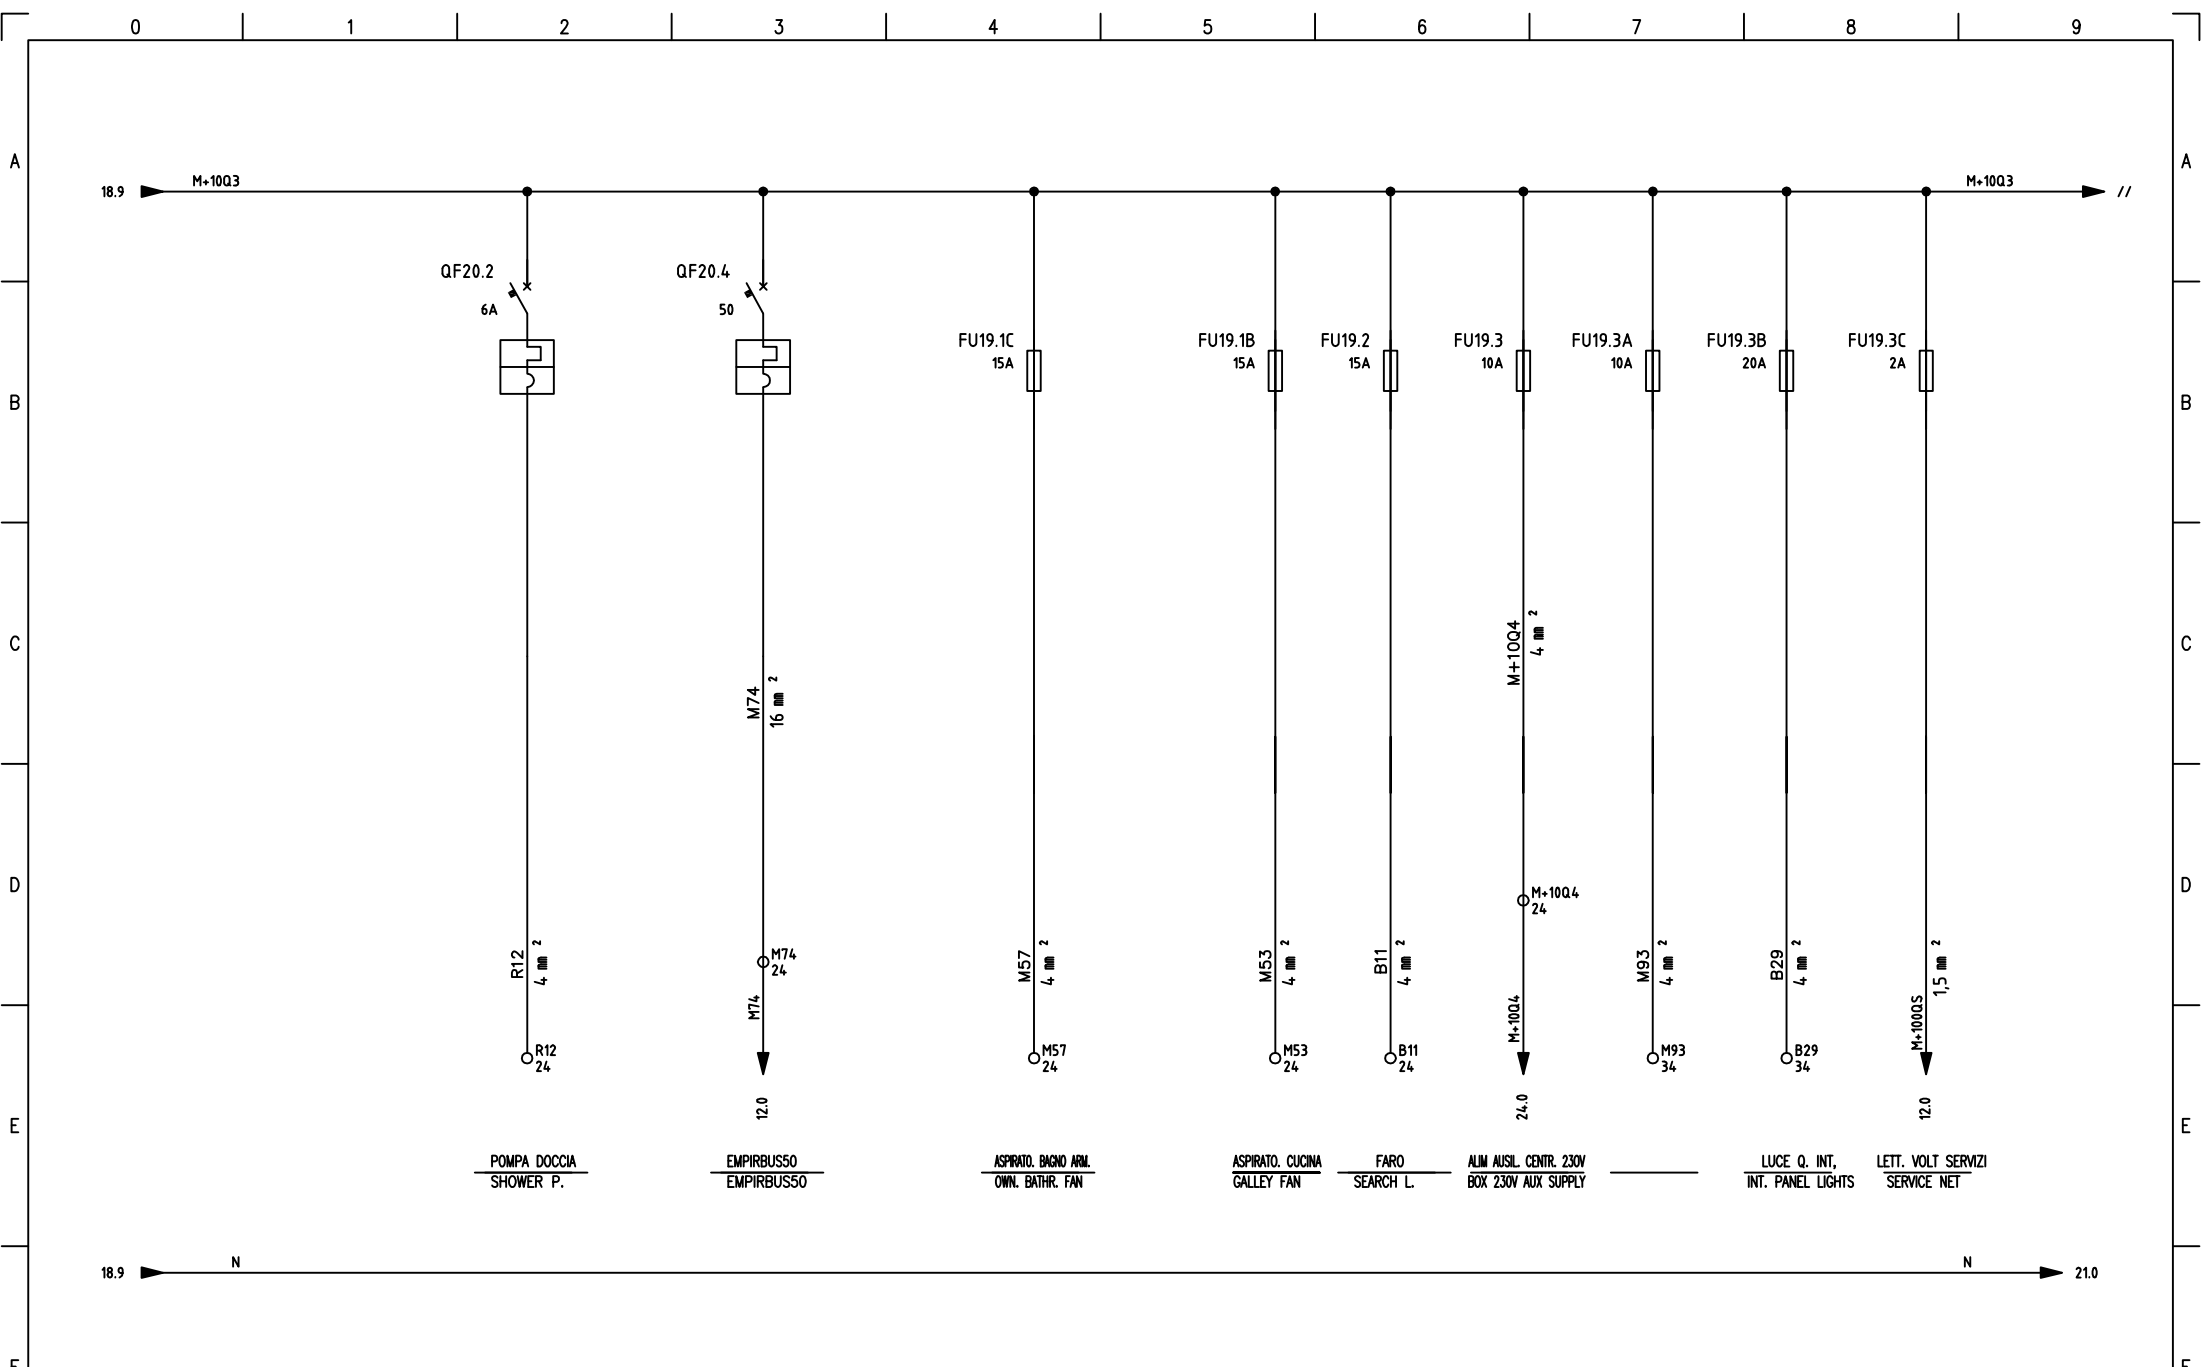 0 1 2 3 4 5 6 7 8 9
A A
18.9 M+10Q3 M+10Q3 //
QF20.2 QF20.4
6A 50
FU19.1C FU19.1B FU19.2 FU19.3 FU19.3A FU19.3B FU19.3C
15A 15A 15A 10A 10A 20A 2A
B B
M+10Q4
4 mm 2
C C
M74
16 mm 2
D D
M+10Q4
24
R12
4 mm 2
M74
24
M57
4 mm 2
M53
4 mm 2
B11
4 mm 2
M93
4 mm 2
B29
4 mm 2
1,5 mm 2
M74
M+10Q4
M+100QS
R12
24
M57
24
M53
24
B11
24
M93
34
B29
34
12.0 24.0 12.0
E E
POMPA DOCCIA
SHOWER P.
EMPIRBUS50
EMPIRBUS50
ASPIRATO. BAGNO ARM.
OWN. BATHR. FAN
ASPIRATO. CUCINA
GALLEY FAN
FARO
SEARCH L.
ALIM AUSIL. CENTR. 230V
BOX 230V AUX SUPPLY
LUCE Q. INT,
INT. PANEL LIGHTS
LETT. VOLT SERVIZI
SERVICE NET
18.9 N N 21.0